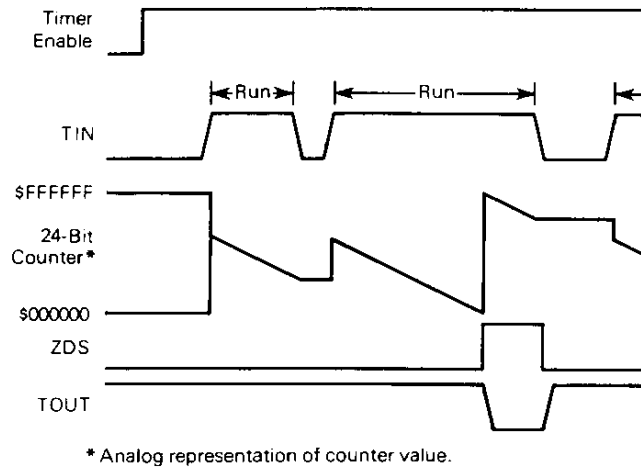 Timer
Enable
Run
Run
TIN
$FFFFFF
24-Bit
Counter*
$000000
ZDS
TOUT
* Analog representation of counter value.